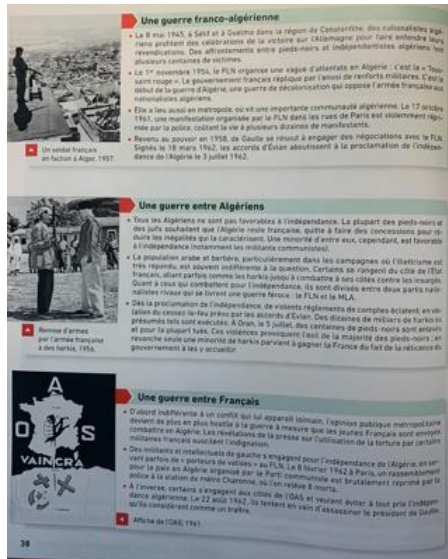 Une guerre franco-algérienne
• Le 8 mai 1945, à Sétif et à Guelma dans la région de Constantine, des nationalistes algé-
riens profitent des célébrations de la victoire sur l'Allemagne pour faire entendre leurs
revendications. Des affrontements entre pieds-noirs et indépendantistes algériens font
plusieurs centaines de victimes.
• Le 1er novembre 1954, le FLN organise une vague d'attentats en Algérie : c'est la « Tous-
saint rouge ». Le gouvernement français réplique par l'envoi de renforts militaires. C'est le
début de la guerre d'Algérie, une guerre de décolonisation qui oppose l'armée française aux
nationalistes algériens.
• Elle a lieu aussi en métropole, où vit une importante communauté algérienne. Le 17 octobre
1961, une manifestation organisée par le FLN dans les rues de Paris est violemment répri-
mée par la police, coûtant la vie à plusieurs dizaines de manifestants.
• Revenu au pouvoir en 1958, de Gaulle se résout à engager des négociations avec le FLN.
Signés le 18 mars 1962, les accords d'Évian aboutissent à la proclamation de l'indépen-
dance de l'Algérie le 3 juillet 1962.
Un soldat français
en faction à Alger, 1957.
Une guerre entre Algériens
• Tous les Algériens ne sont pas favorables à l'indépendance. La plupart des pieds-noirs et
des juifs souhaitent que l'Algérie reste française, quitte à faire des concessions pour ré-
duire les inégalités qui la caractérisent. Une minorité d'entre eux, cependant, est favorable
à l'indépendance (notamment les militants communistes).
• La population arabe et berbère, particulièrement dans les campagnes où l'illettrisme est
très répandu, est souvent indifférente à la question. Certains se rangent du côté de l'État
français, allant parfois comme les harkis jusqu'à combattre à ses côtés contre les insurgés.
Quant à ceux qui combattent pour l'indépendance, ils sont divisés entre deux partis natio-
nalistes rivaux qui se livrent une guerre féroce : le FLN et le MLA.
• Dès la proclamation de l'indépendance, de violents règlements de comptes éclatent, en vio-
lation du cessez-le-feu prévu par les accords d'Évian. Des dizaines de milliers de harkis ou
présumés tels sont exécutés. À Oran, le 5 juillet, des centaines de pieds-noirs sont enlevés
et pour la plupart tués. Ces violences provoquent l'exil de la majorité des pieds-noirs ; en
revanche seule une minorité de harkis parvient à gagner la France du fait de la réticence du
gouvernement à les y accueillir.
Remise d'armes
par l'armée française
à des harkis, 1956.
Une guerre entre Français
• D'abord indifférente à un conflit qui lui apparaît lointain, l'opinion publique métropolitaine
devient de plus en plus hostile à la guerre à mesure que les jeunes Français sont envoyés
combattre en Algérie. Les révélations de la presse sur l'utilisation de la torture par certains
militaires français suscitent l'indignation.
• Des militants et intellectuels de gauche s'engagent pour l'indépendance de l'Algérie, en ser-
vant parfois de « porteurs de valises » au FLN. Le 8 février 1962 à Paris, un rassemblement
pour la paix en Algérie organisé par le Parti communiste est brutalement réprimé par la
police à la station de métro Charonne, où l'on relève 8 morts.
• À l'inverse, certains s'engagent aux côtés de l'OAS et veulent éviter à tout prix l'indépen-
dance algérienne. Le 22 août 1962, ils tentent en vain d'assassiner le président de Gaulle,
qu'ils considèrent comme un traître.
OAS
VAINCRA
Affiche de l'OAS, 1961.
38